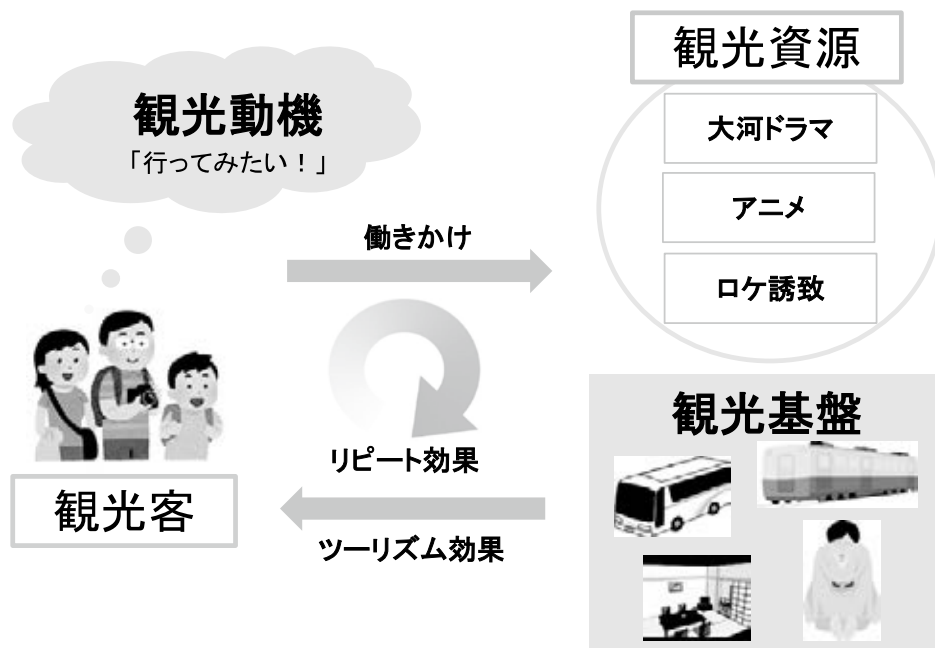 観光動機
「行ってみたい！」
観光資源
大河ドラマ
アニメ
ロケ誘致
働きかけ
リピート効果
ツーリズム効果
観光客
観光基盤